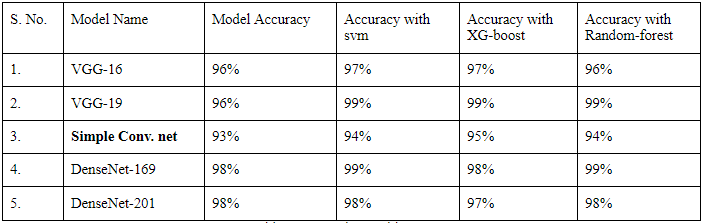 S. No. Model Name Model Accuracy Accuracy with svm Accuracy with XG-boost Accuracy with Random-forest
1. VGG-16 96% 97% 97% 96%
2. VGG-19 96% 99% 99% 99%
3. Simple Conv. net 93% 94% 95% 94%
4. DenseNet-169 98% 99% 98% 99%
5. DenseNet-201 98% 98% 97% 98%